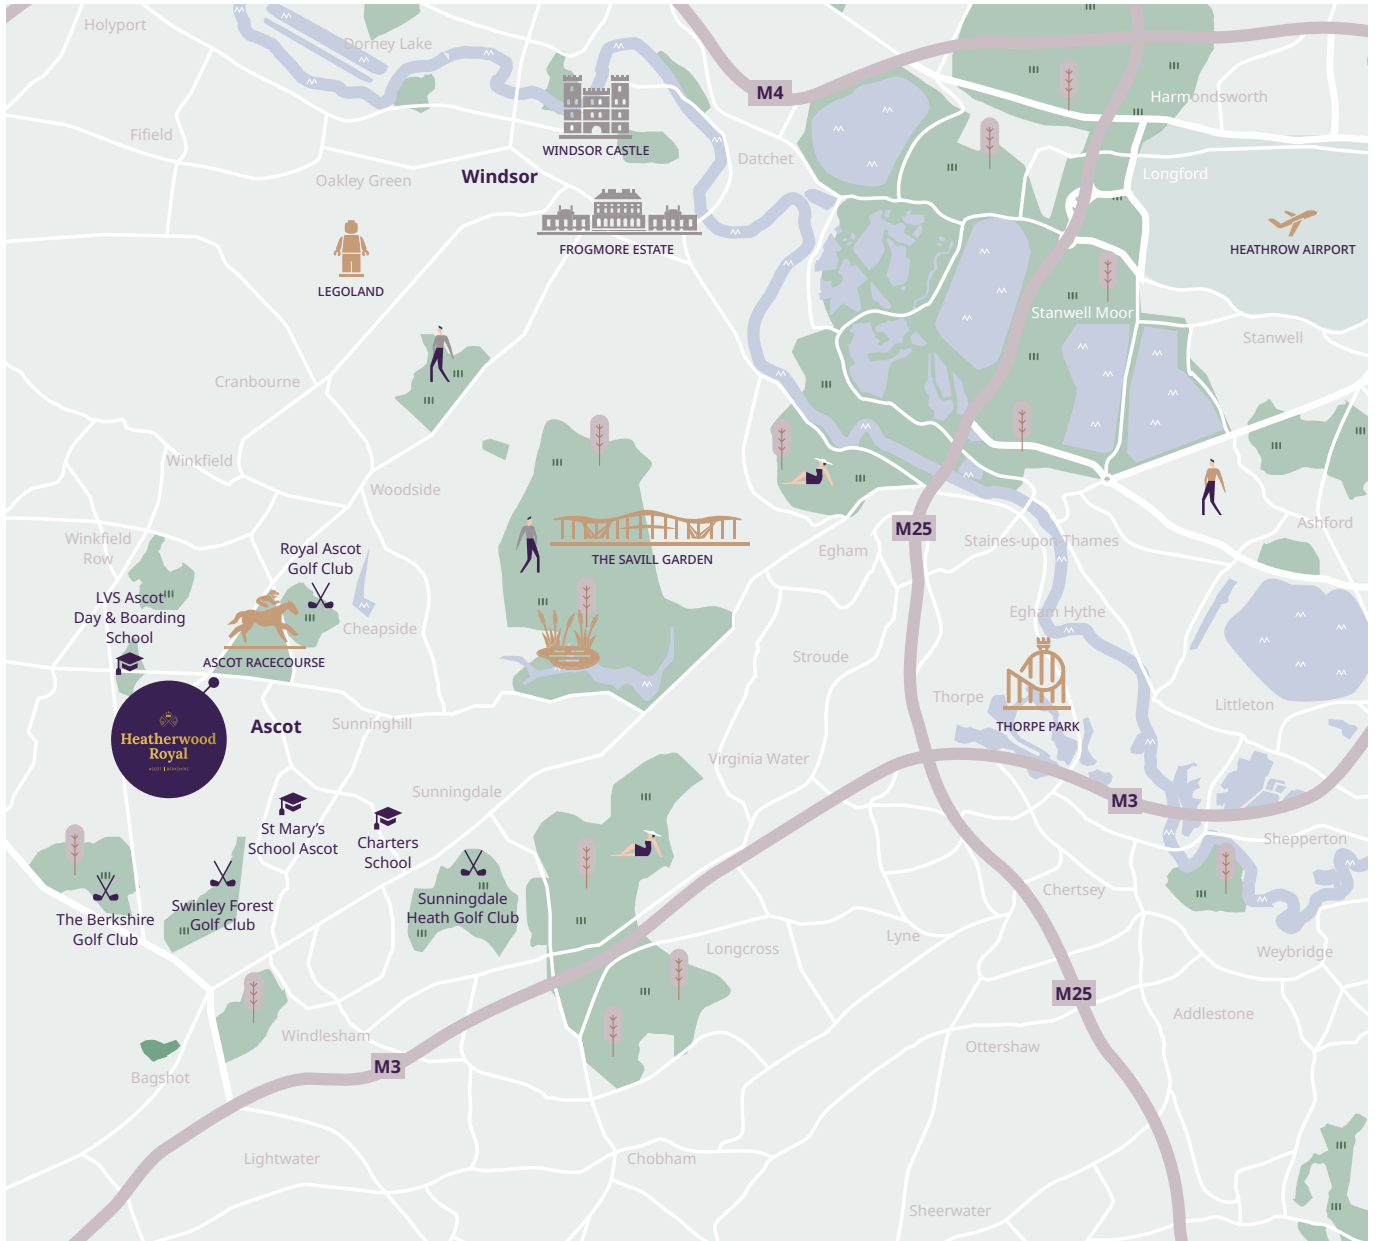 Holyport
Dorney Lake
M4
Harmondsworth
Fifield
WINDSOR CASTLE
Datchet
Windsor
Oakley Green
Longford
FROGMORE ESTATE
HEATHROW AIRPORT
LEGOLAND
Stanwell Moor
Stanwell
Cranbourne
Winkfield
Woodside
M25
Ashford
Winkfield
Row
Royal Ascot
Golf Club
THE SAVILL GARDEN
Egham
Staines-upon-Thames
LVS Ascot
Day & Boarding
School
Cheapside
Egham Hythe
ASCOT RACECOURSE
Stroude
Thorpe
THORPE PARK
Littleton
Heatherwood
Royal
ASCOT | BERKSHIRE
Ascot
Sunninghill
Virginia Water
Sunningdale
M3
St Mary's
School Ascot
Charters
School
Shepperton
Chertsey
The Berkshire
Golf Club
Swinley Forest
Golf Club
Sunningdale
Heath Golf Club
Longcross
Lyne
Weybridge
M25
Addlestone
Windlesham
Ottershaw
M3
Bagshot
Lightwater
Chobham
Sheerwater